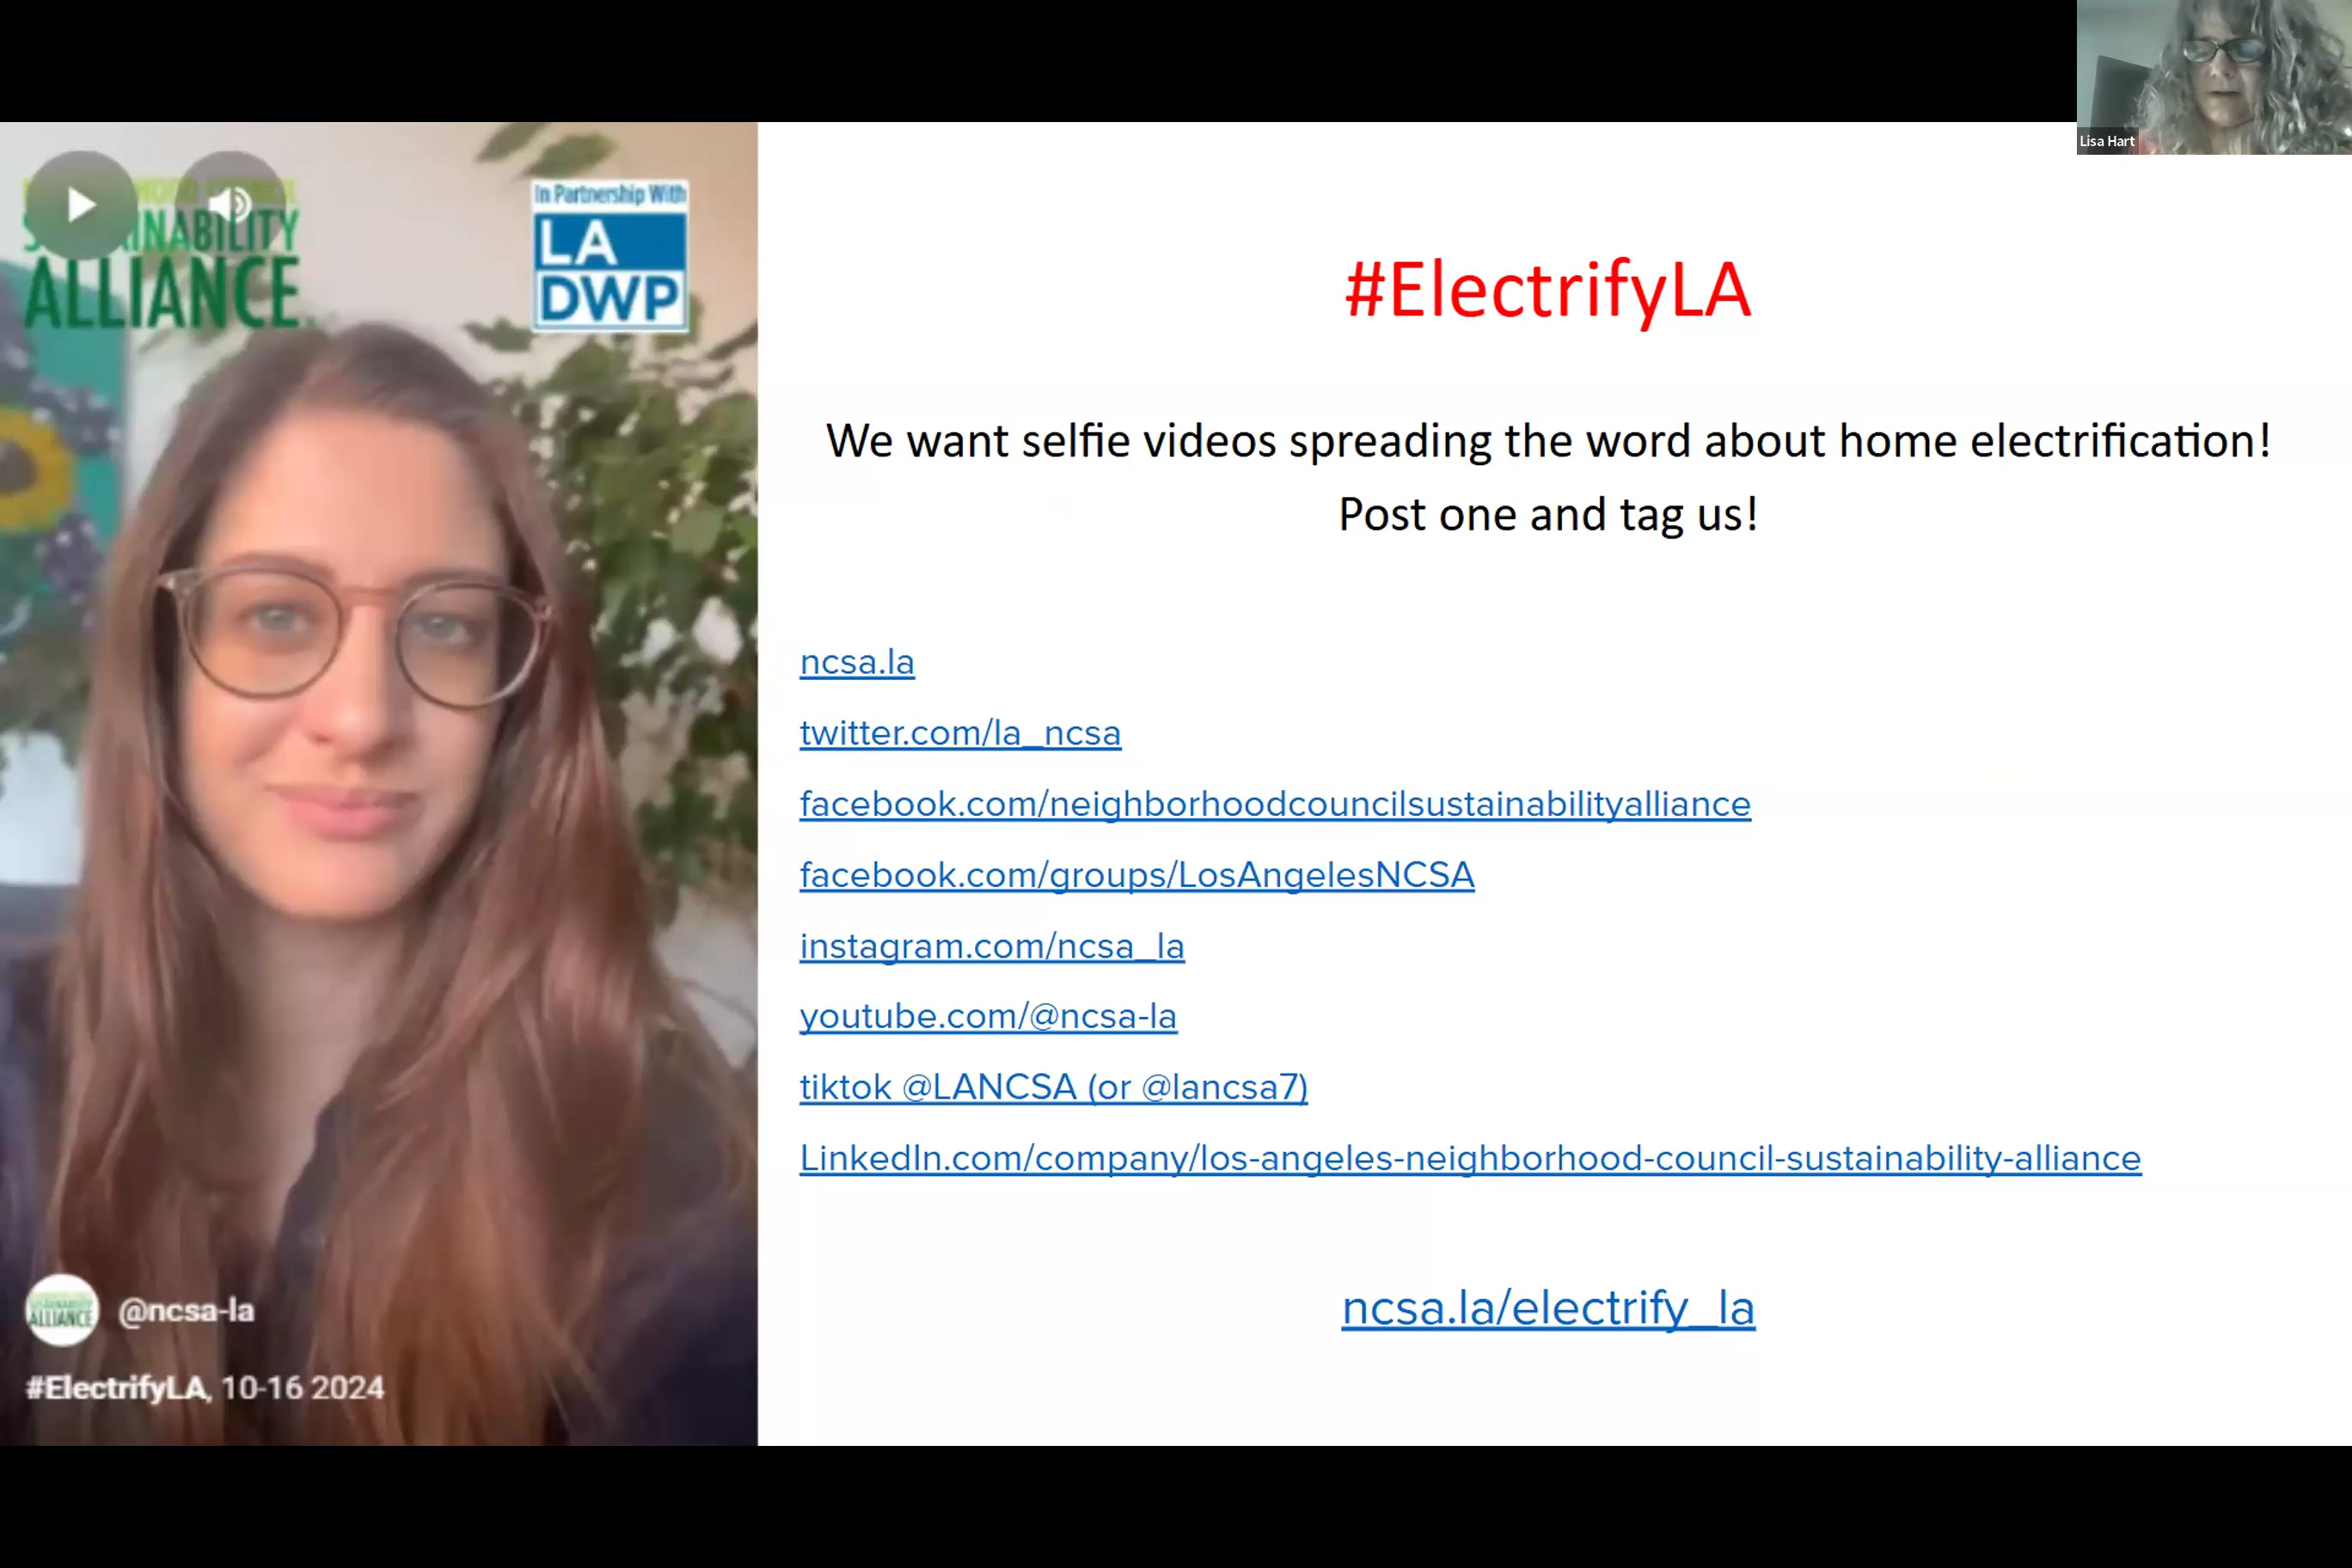 Lisa Hart
SUSTAINABILITY
ALLIANCE
In Partnership With
LA
DWP
#ElectrifyLA
We want selfie videos spreading the word about home electrification!
Post one and tag us!
ncsa.la
twitter.com/la_ncsa
facebook.com/neighborhoodcouncilsustainabilityalliance
facebook.com/groups/LosAngelesNCSA
instagram.com/ncsa_la
youtube.com/@ncsa-la
tiktok @LANCSA (or @lancsa7)
LinkedIn.com/company/los-angeles-neighborhood-council-sustainability-alliance
ncsa.la/electrify_la
ALLIANCE
@ncsa-la
#ElectrifyLA, 10-16 2024